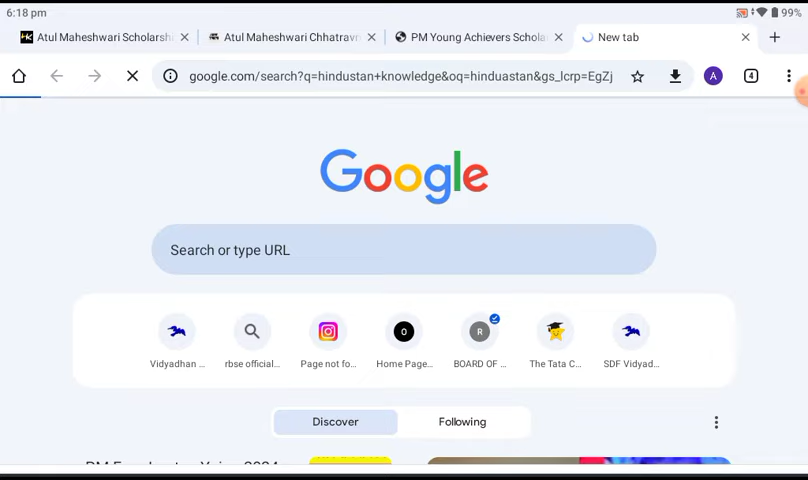 6:18 pm
99%
Atul Maheshwari Scholarsh
Atul Maheshwari Chhatravr
PM Young Achievers Schola
New tab
google.com/search?q=hindustan+knowledge&oq=hinduastan&gs_lcrp=EgZj
A
4
Google
Search or type URL
O
R
Vidyadhan ...
rbse official...
Page not fo...
Home Page...
BOARD OF ...
The Tata C...
SDF Vidyad...
Discover
Following